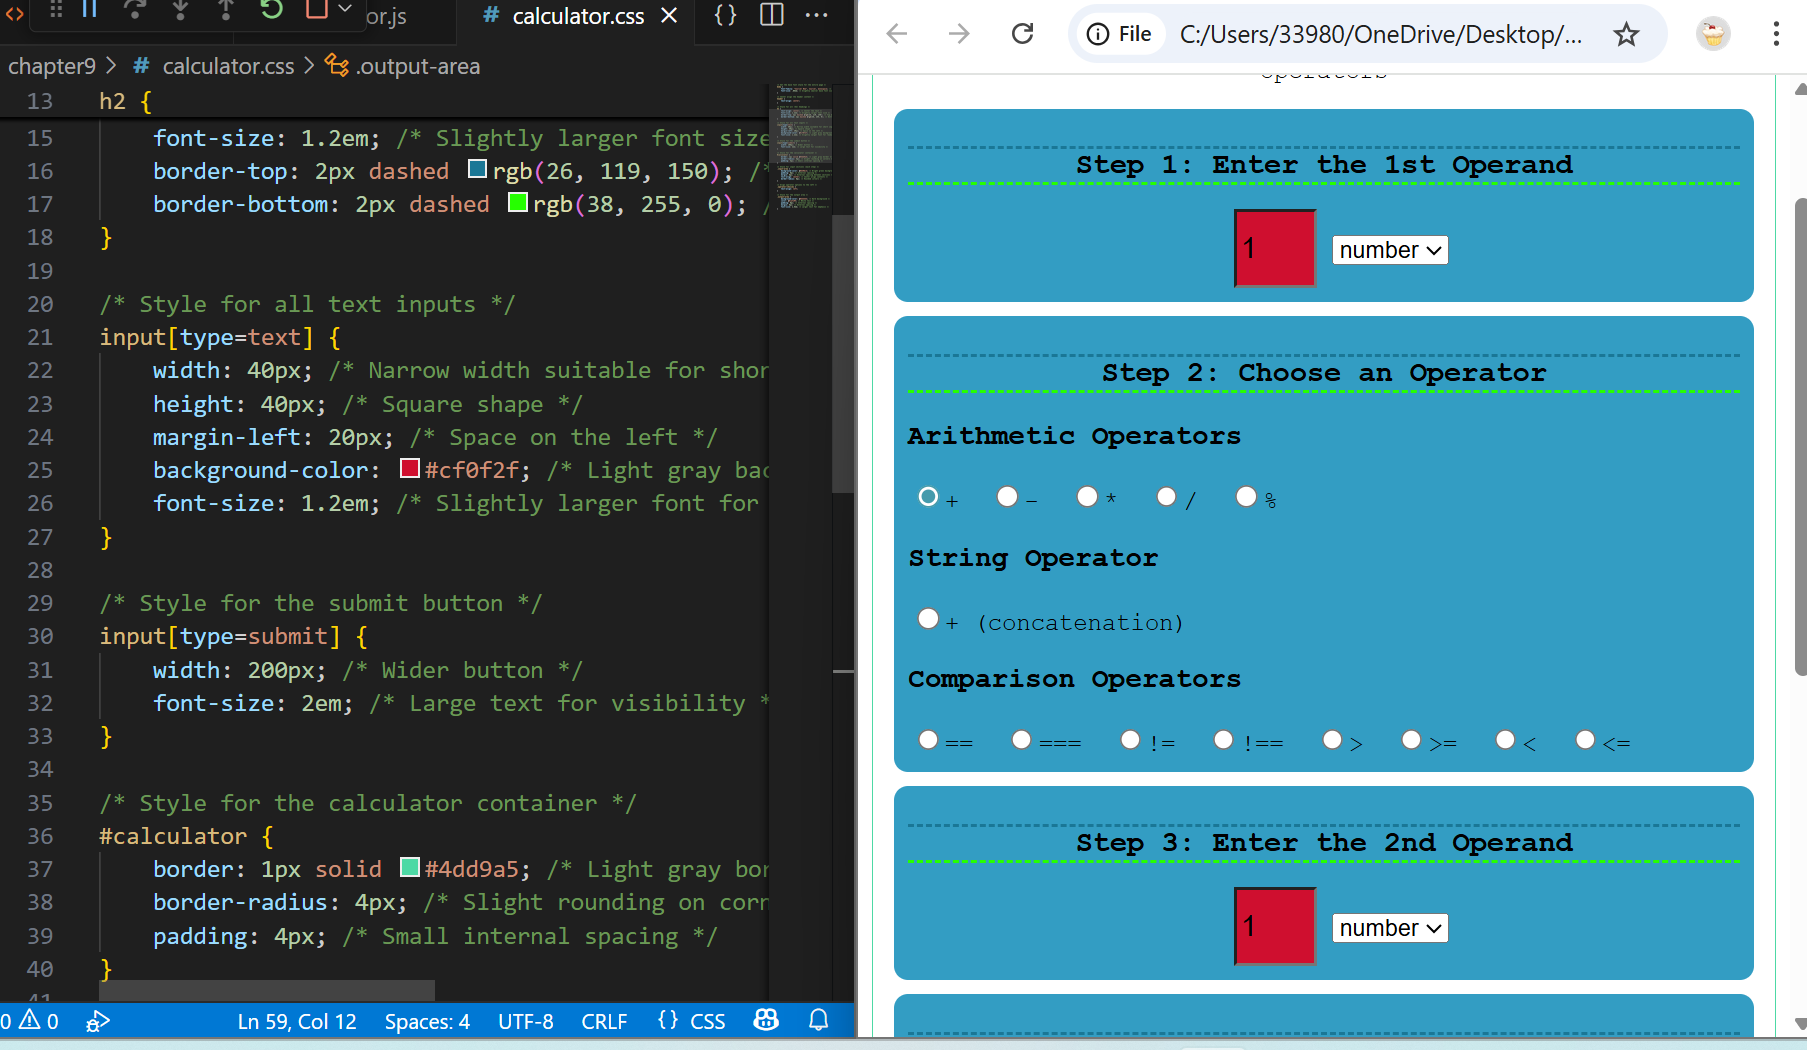 or.js
# calculator.css
{}
chapter9 > # calculator.css > .output-area
13 h2 {
15 font-size: 1.2em; /* Slightly larger font size
16 border-top: 2px dashed rgb(26, 119, 150); /*
17 border-bottom: 2px dashed rgb(38, 255, 0); /
18 }
19
20 /* Style for all text inputs */
21 input[type=text] {
22 width: 40px; /* Narrow width suitable for shor
23 height: 40px; /* Square shape */
24 margin-left: 20px; /* Space on the left */
25 background-color: #cf0f2f; /* Light gray bac
26 font-size: 1.2em; /* Slightly larger font for
27 }
28
29 /* Style for the submit button */
30 input[type=submit] {
31 width: 200px; /* Wider button */
32 font-size: 2em; /* Large text for visibility *
33 }
34
35 /* Style for the calculator container */
36 #calculator {
37 border: 1px solid #4dd9a5; /* Light gray bor
38 border-radius: 4px; /* Slight rounding on corn
39 padding: 4px; /* Small internal spacing */
40 }
41
0 0 Ln 59, Col 12 Spaces: 4 UTF-8 CRLF {} CSS
File C:/Users/33980/OneDrive/Desktop/...
operators
Step 1: Enter the 1st Operand
1 number
Step 2: Choose an Operator
Arithmetic Operators
+ - * / %
String Operator
+ (concatenation)
Comparison Operators
== === != !== > >= < <=
Step 3: Enter the 2nd Operand
1 number